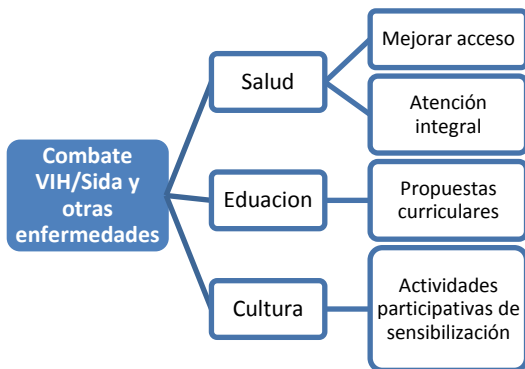 Combate
VIH/Sida y
otras
enfermedades
Salud
Mejorar acceso
Atención
integral
Eduacion
Propuestas
curriculares
Cultura
Actividades
participativas de
sensibilización